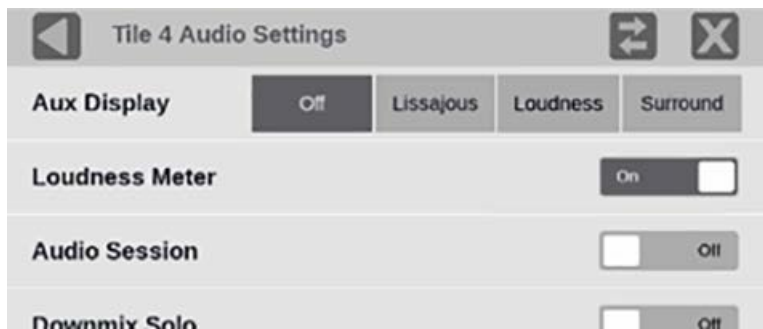 Tile 4 Audio Settings
Aux Display Off Lissajous Loudness Surround
Loudness Meter On
Audio Session Off
Downmix Solo Off